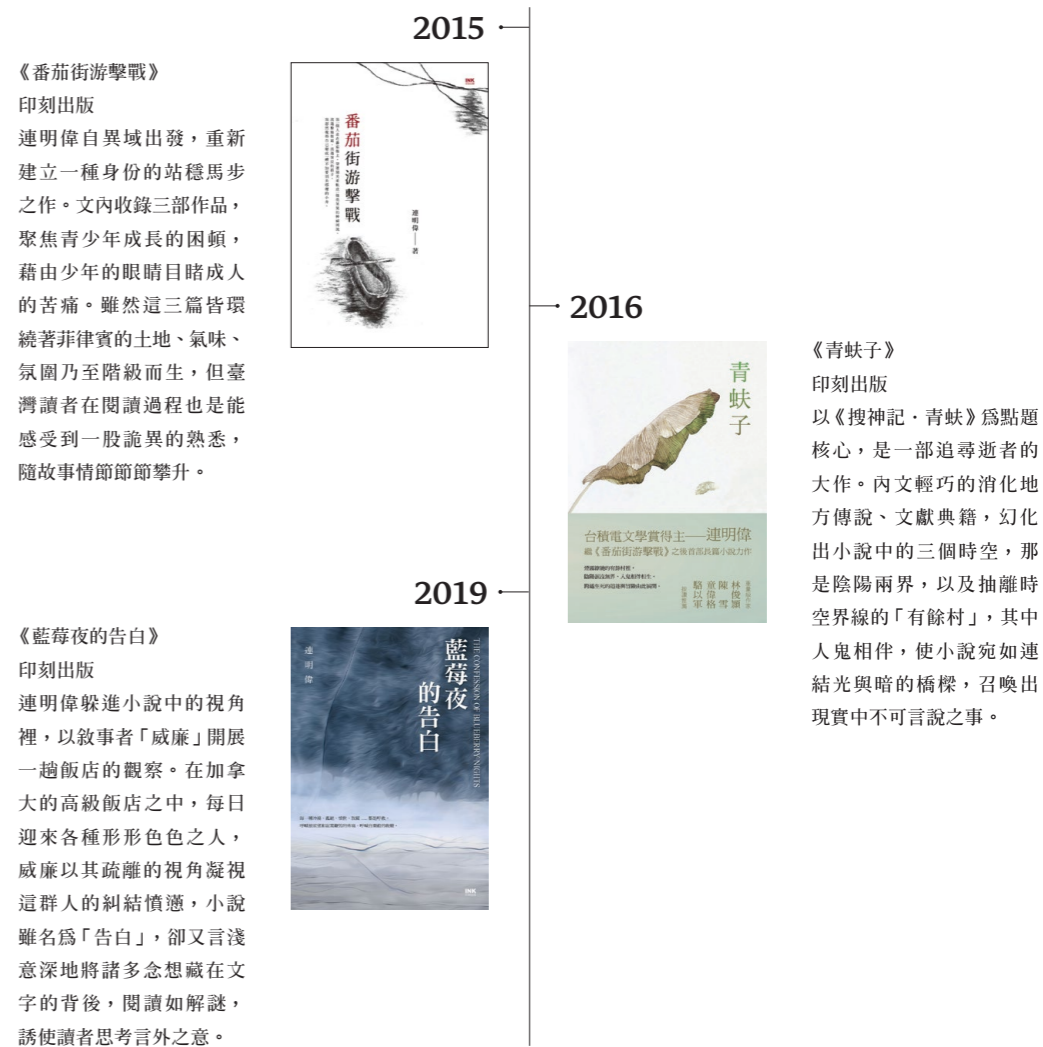 2015
《番茄街游擊戰》
印刻出版
連明偉自異域出發，重新
建立一種身份的站穩馬步
之作。文內收錄三部作品，
聚焦青少年成長的困頓，
藉由少年的眼睛目睹成人
的苦痛。雖然這三篇皆環
繞著菲律賓的土地、氣味、
氛圍乃至階級而生，但臺
灣讀者在閱讀過程也是能
感受到一股詭異的熟悉，
隨故事情節節節攀升。
番茄街游擊戰
連明偉——著
2016
《青蚨子》
印刻出版
以《搜神記·青蚨》爲點題
核心，是一部追尋逝者的
大作。內文輕巧的消化地
方傳說、文獻典籍，幻化
出小說中的三個時空，那
是陰陽兩界，以及抽離時
空界線的「有餘村」，其中
人鬼相伴，使小說宛如連
結光與暗的橋樑，召喚出
現實中不可言說之事。
青蚨子
台積電文學賞得主——連明偉
繼《番茄街游擊戰》之後首部長篇小說力作
林俊頴
陳雪
童偉格
駱以軍
2019
《藍莓夜的告白》
印刻出版
連明偉躲進小說中的視角
裡，以敘事者「威廉」開展
一趟飯店的觀察。在加拿
大的高級飯店之中，每日
迎來各種形形色色之人，
威廉以其疏離的視角凝視
這群人的糾結憤懣，小說
雖名爲「告白」，卻又言淺
意深地將諸多念想藏在文
字的背後，閱讀如解謎，
誘使讀者思考言外之意。
藍莓夜
的告白
THE CONFESSION OF BLUEBERRY NIGHTS
連明偉
INK